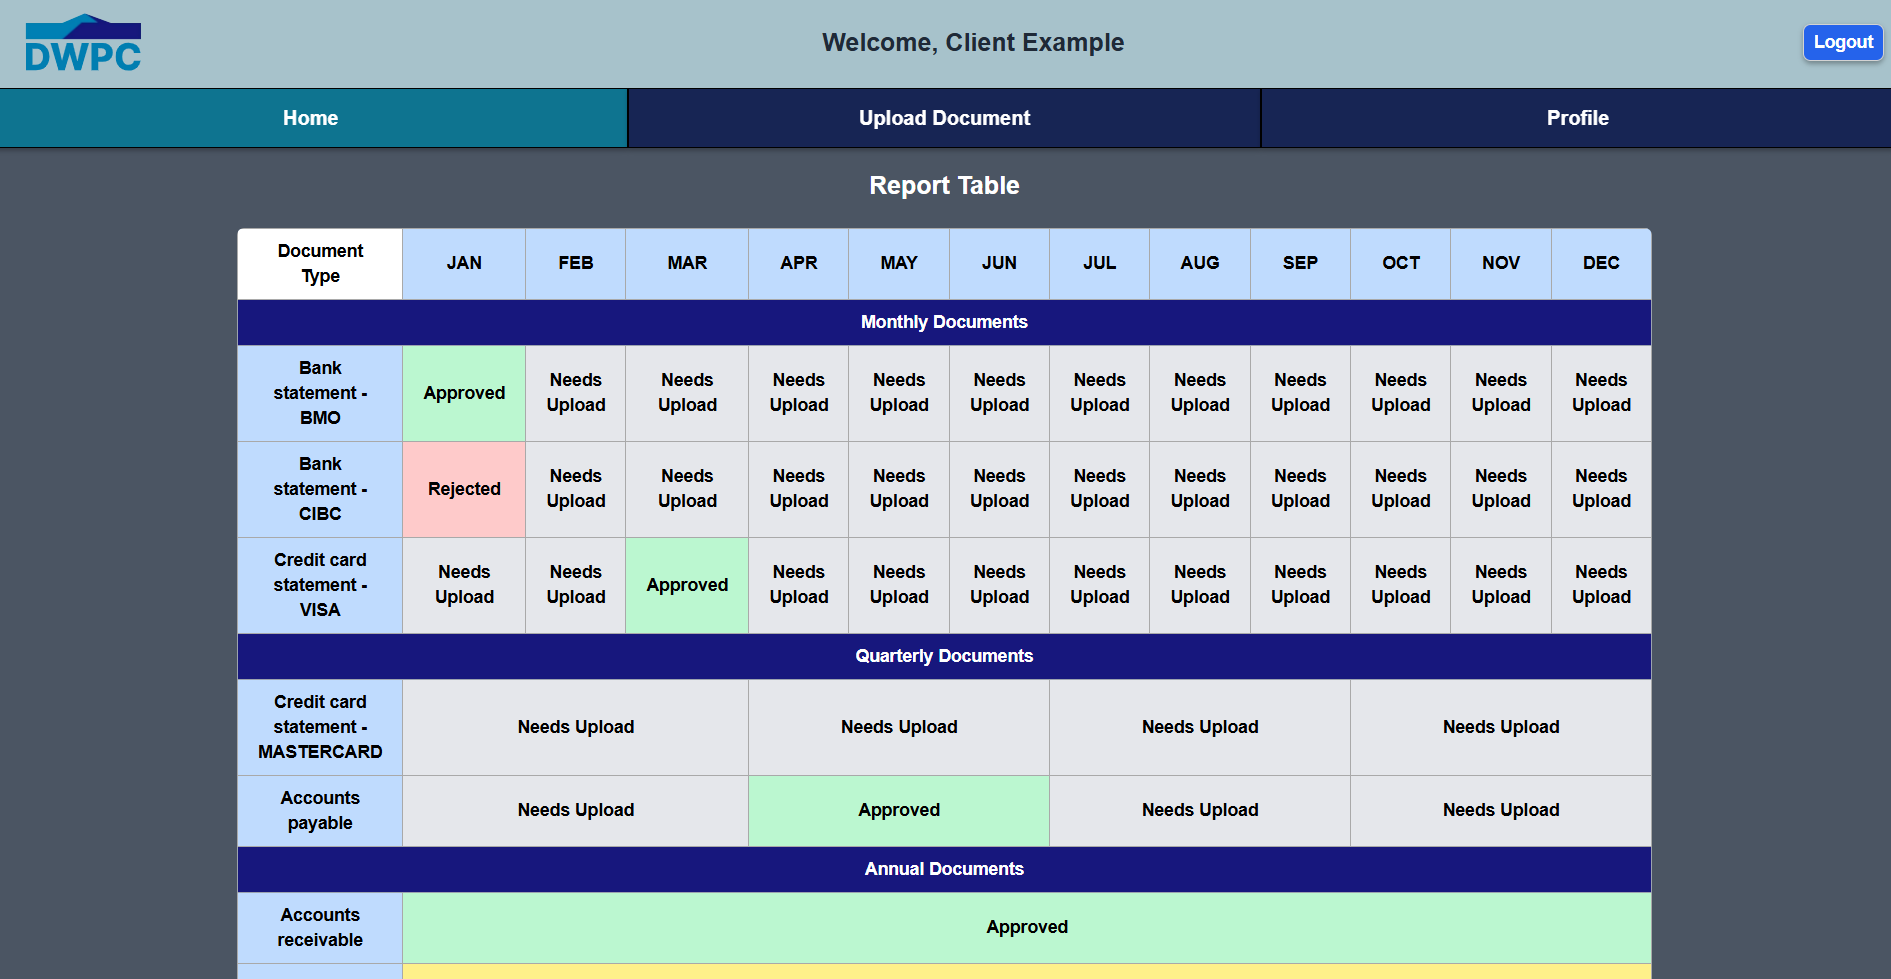 DWPC
Welcome, Client Example
Logout
Home
Upload Document
Profile
Report Table
Document
Type
JAN
FEB
MAR
APR
MAY
JUN
JUL
AUG
SEP
OCT
NOV
DEC
Monthly Documents
Bank
statement -
BMO
Approved
Needs
Upload
Needs
Upload
Needs
Upload
Needs
Upload
Needs
Upload
Needs
Upload
Needs
Upload
Needs
Upload
Needs
Upload
Needs
Upload
Needs
Upload
Bank
statement -
CIBC
Rejected
Needs
Upload
Needs
Upload
Needs
Upload
Needs
Upload
Needs
Upload
Needs
Upload
Needs
Upload
Needs
Upload
Needs
Upload
Needs
Upload
Needs
Upload
Credit card
statement -
VISA
Needs
Upload
Needs
Upload
Approved
Needs
Upload
Needs
Upload
Needs
Upload
Needs
Upload
Needs
Upload
Needs
Upload
Needs
Upload
Needs
Upload
Needs
Upload
Quarterly Documents
Credit card
statement -
MASTERCARD
Needs Upload
Needs Upload
Needs Upload
Needs Upload
Accounts
payable
Needs Upload
Approved
Needs Upload
Needs Upload
Annual Documents
Accounts
receivable
Approved